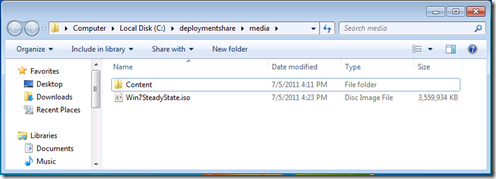 Computer Local Disk (C:) deploymentshare media Search media
Organize Include in library Share with New folder
Name Date modified Type Size
Favorites
Desktop
Downloads
Recent Places
Libraries
Documents
Music
Content 7/5/2011 4:11 PM File folder
Win7SteadyState.iso 7/5/2011 4:23 PM Disc Image File 3,559,934 KB